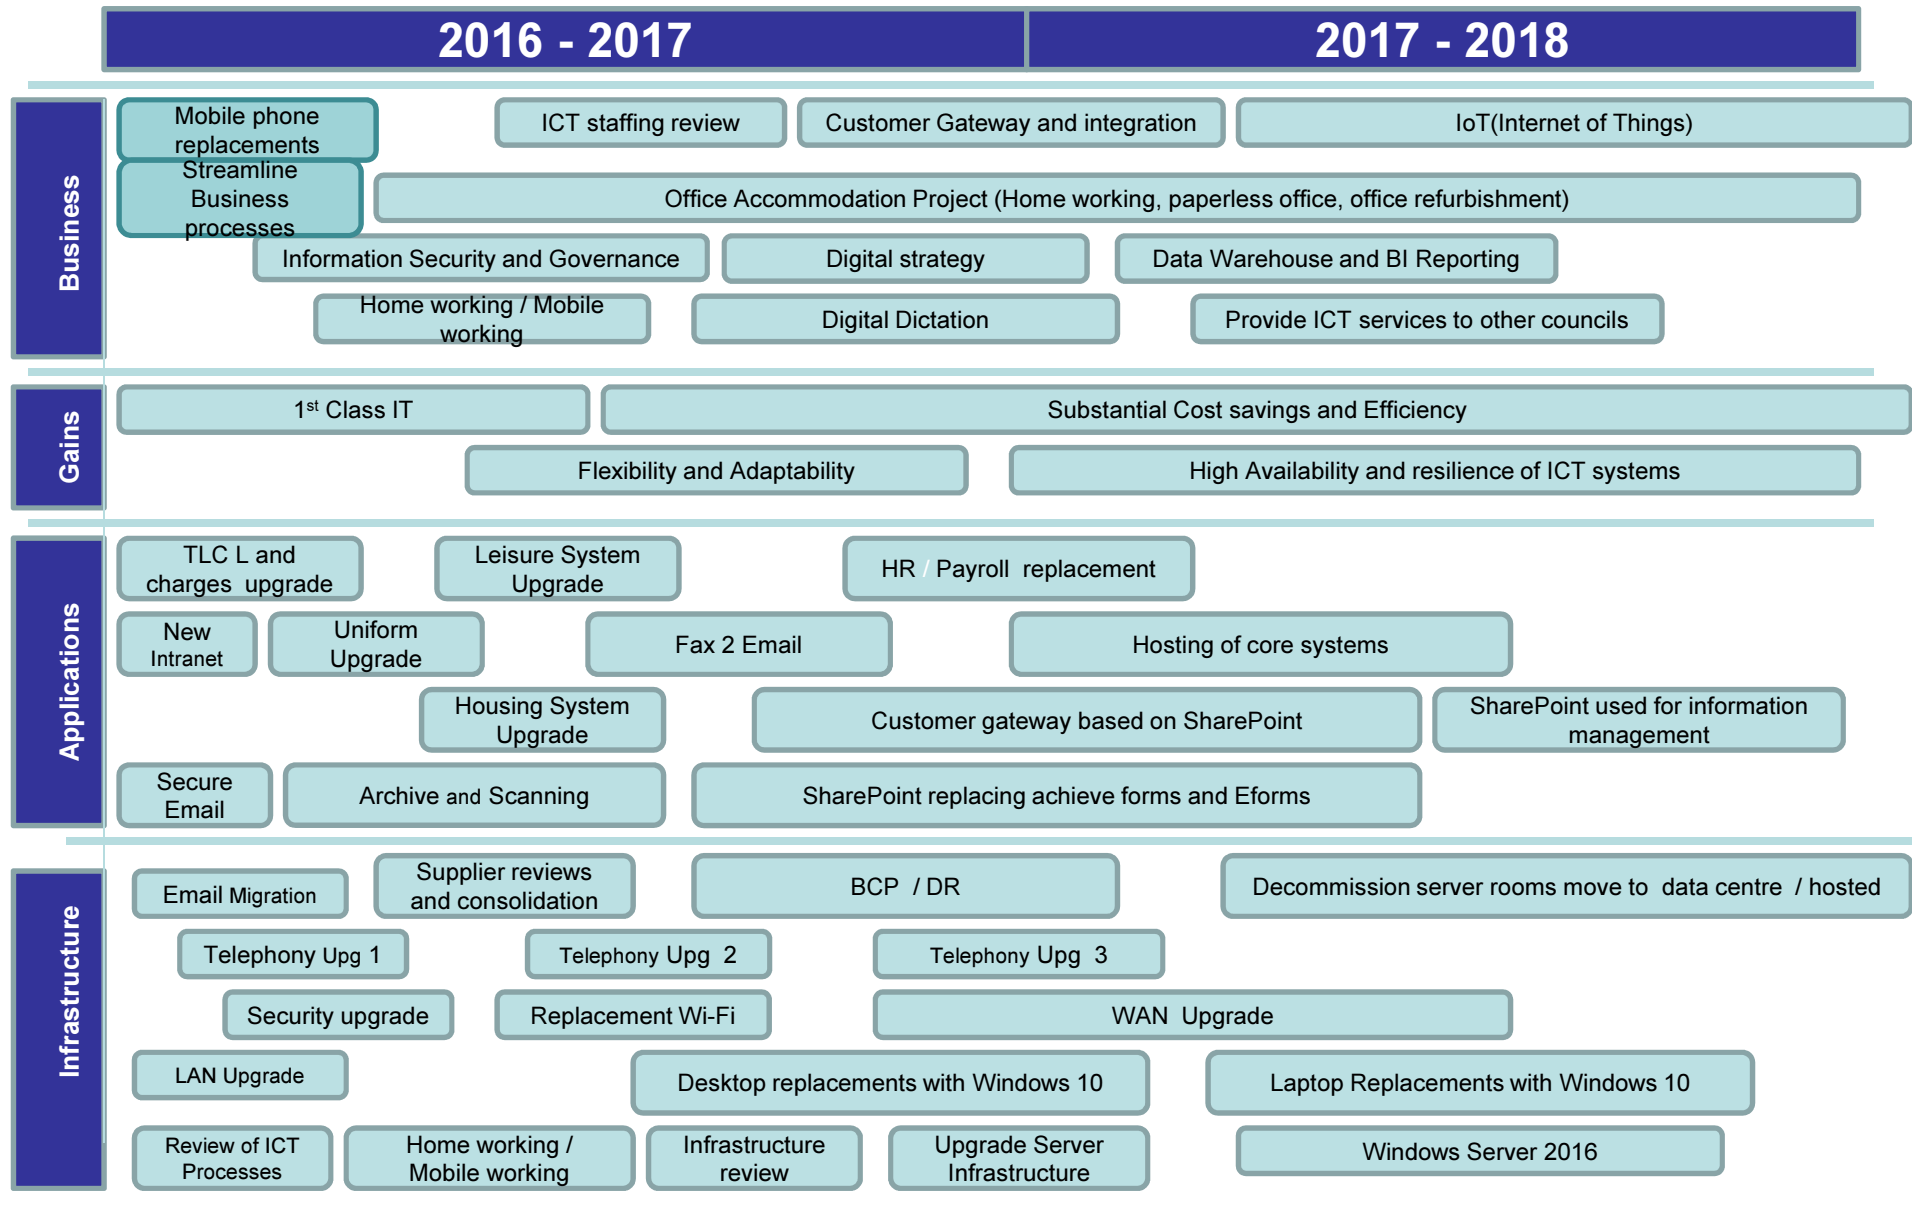 2016 - 2017
2017 - 2018
Business
Mobile phone
replacements
ICT staffing review
Customer Gateway and integration
IoT(Internet of Things)
Streamline
Business
processes
Office Accommodation Project (Home working, paperless office, office refurbishment)
Information Security and Governance
Digital strategy
Data Warehouse and BI Reporting
Home working / Mobile
working
Digital Dictation
Provide ICT services to other councils
Gains
1st Class IT
Substantial Cost savings and Efficiency
Flexibility and Adaptability
High Availability and resilience of ICT systems
Applications
TLC L and
charges upgrade
Leisure System
Upgrade
HR / Payroll replacement
New
Intranet
Uniform
Upgrade
Fax 2 Email
Hosting of core systems
Housing System
Upgrade
Customer gateway based on SharePoint
SharePoint used for information
management
Secure
Email
Archive and Scanning
SharePoint replacing achieve forms and Eforms
Infrastructure
Email Migration
Supplier reviews
and consolidation
BCP / DR
Decommission server rooms move to data centre / hosted
Telephony Upg 1
Telephony Upg 2
Telephony Upg 3
Security upgrade
Replacement Wi-Fi
WAN Upgrade
LAN Upgrade
Desktop replacements with Windows 10
Laptop Replacements with Windows 10
Review of ICT
Processes
Home working /
Mobile working
Infrastructure
review
Upgrade Server
Infrastructure
Windows Server 2016